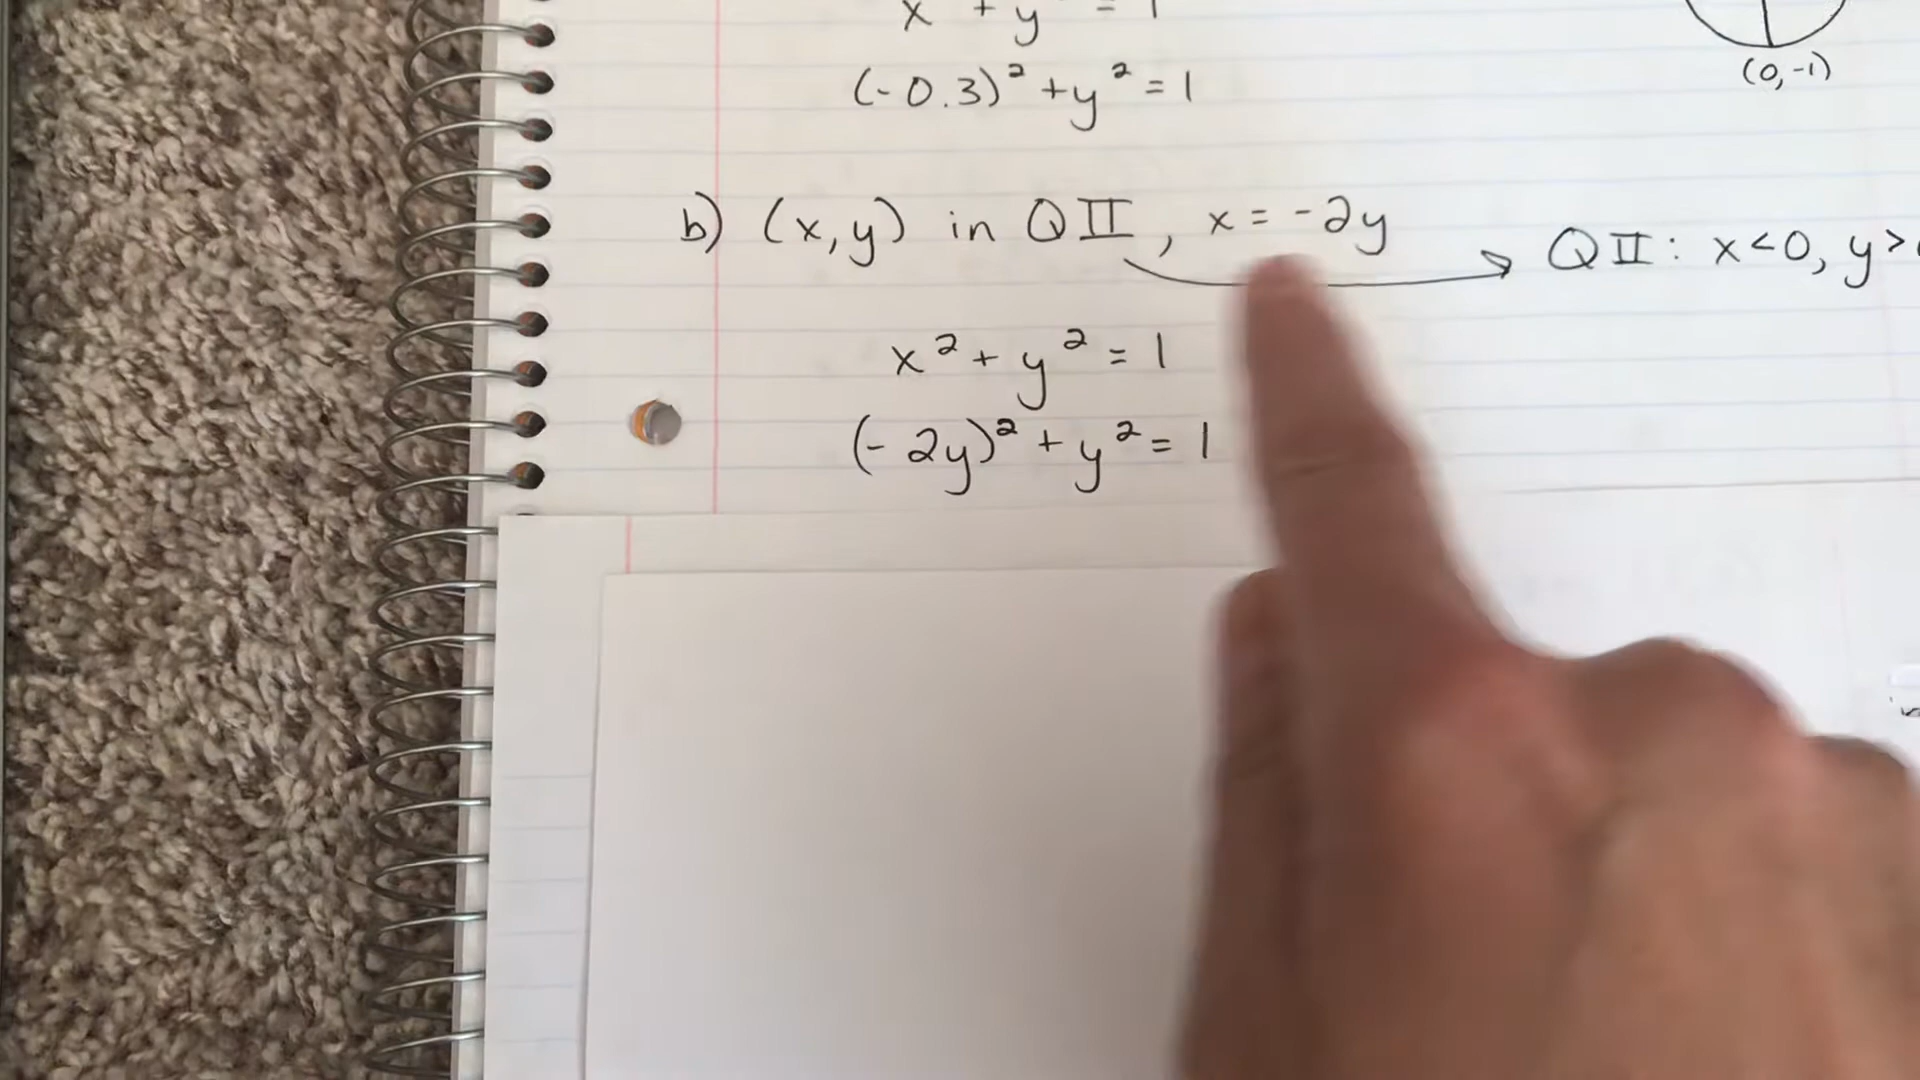 x + y = 1
(0,-1)
(-0.3)² + y² = 1
b) (x,y) in QII, x = -2y
QII: x<0, y>
x² + y² = 1
(-2y)² + y² = 1